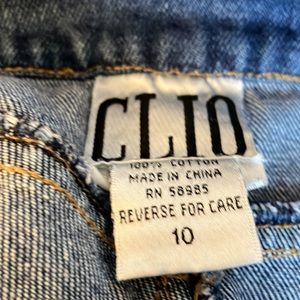 CLIO
100% COTTON
MADE IN CHINA
RN 58985
REVERSE FOR CARE
10